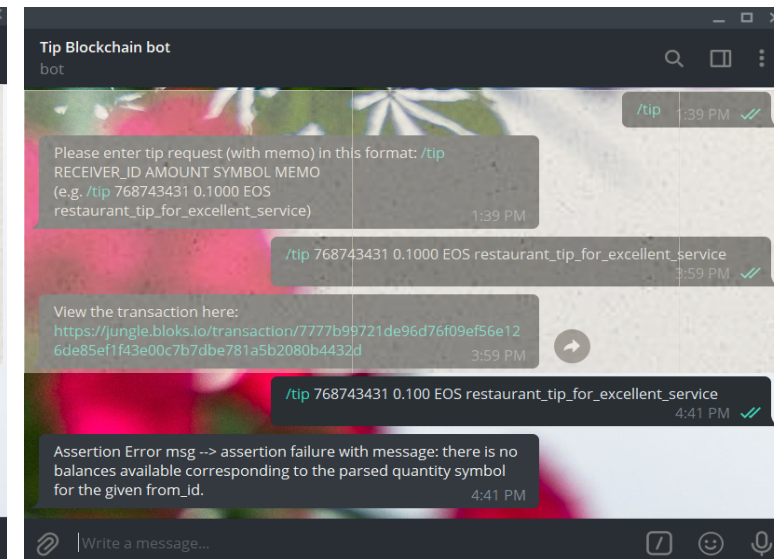 Tip Blockchain bot
bot
/tip 1:39 PM
Please enter tip request (with memo) in this format: /tip
RECEIVER_ID AMOUNT SYMBOL MEMO
(e.g. /tip 768743431 0.1000 EOS
restaurant_tip_for_excellent_service)
1:39 PM
/tip 768743431 0.1000 EOS restaurant_tip_for_excellent_service
3:59 PM
View the transaction here:
https://jungle.bloks.io/transaction/7777b99721de96d76f09ef56e12
6de85ef1f43e00c7b7dbe781a5b2080b4432d
3:59 PM
/tip 768743431 0.100 EOS restaurant_tip_for_excellent_service
4:41 PM
Assertion Error msg --> assertion failure with message: there is no
balances available corresponding to the parsed quantity symbol
for the given from_id.
4:41 PM
Write a message...